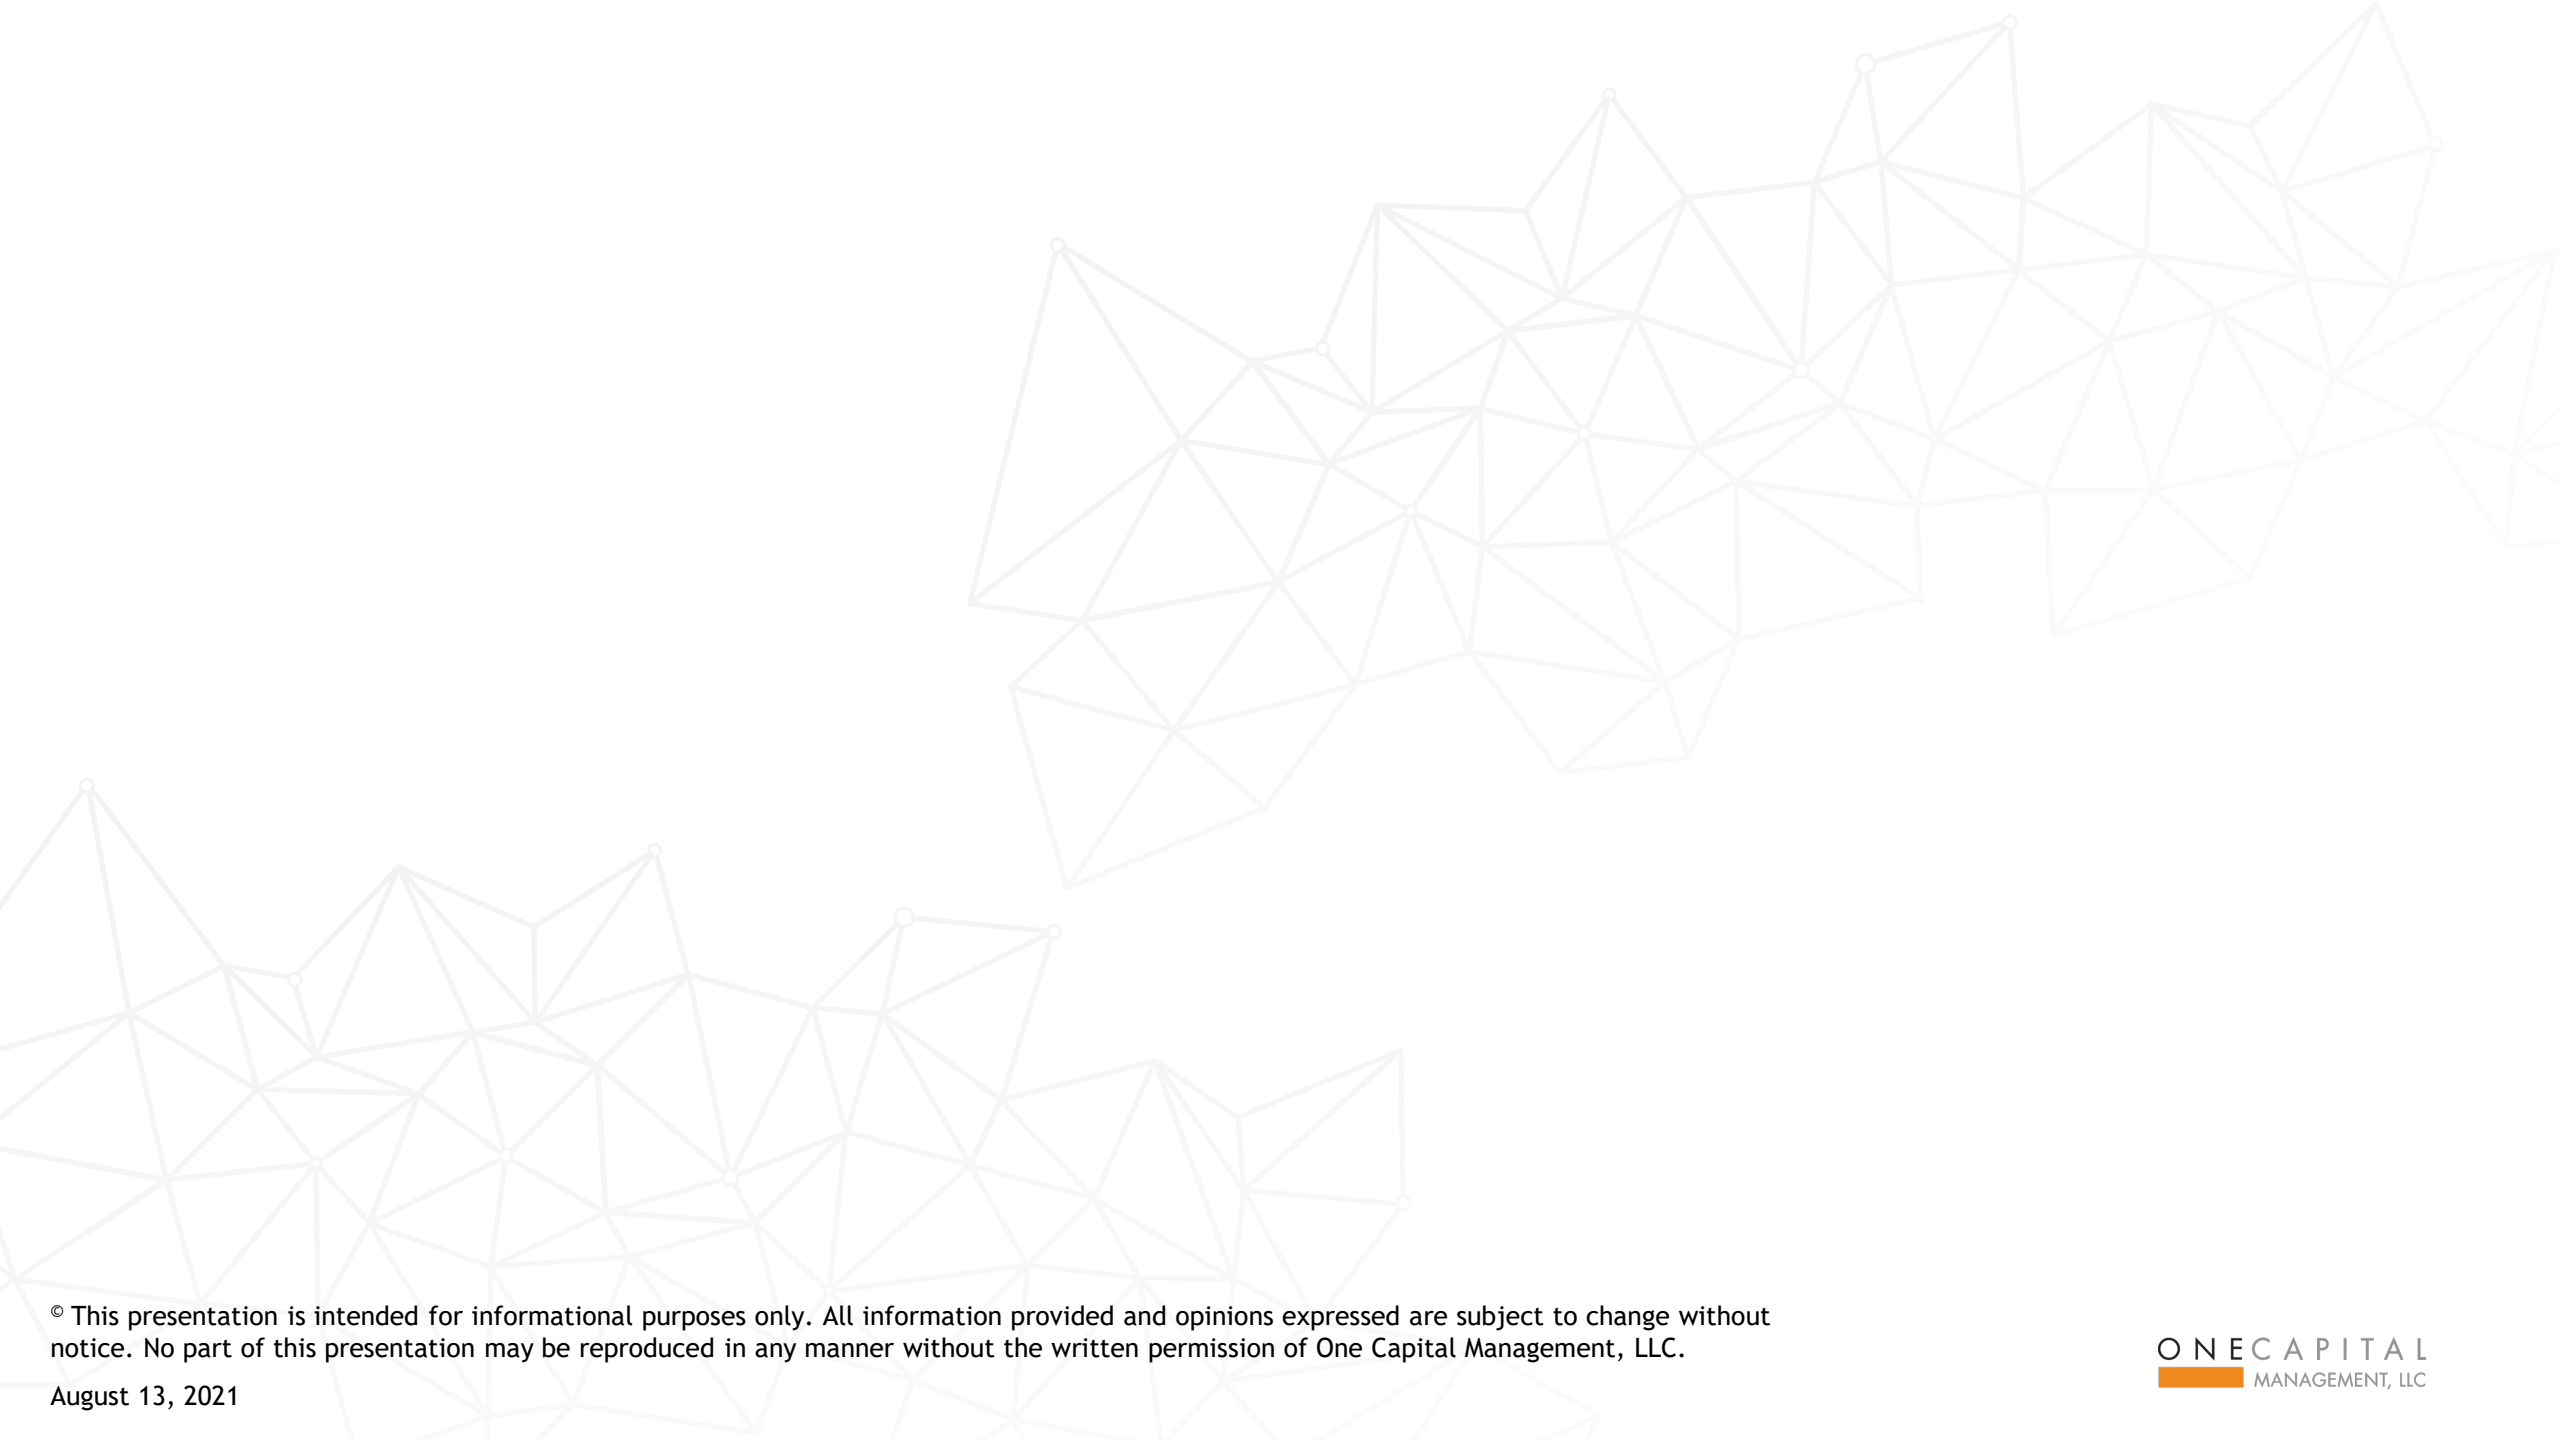 © This presentation is intended for informational purposes only. All information provided and opinions expressed are subject to change without
notice. No part of this presentation may be reproduced in any manner without the written permission of One Capital Management, LLC.
August 13, 2021
ONECAPITAL
MANAGEMENT, LLC